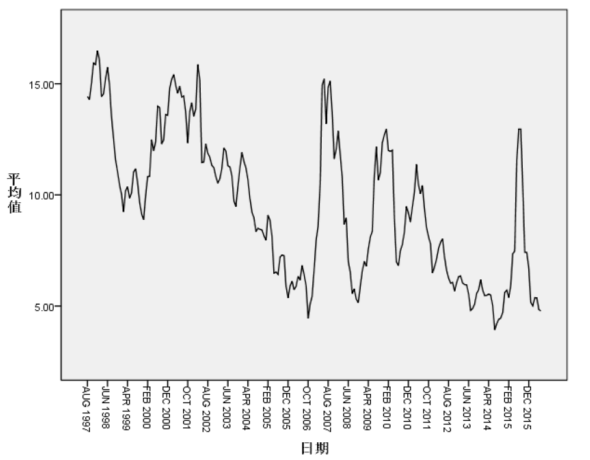 15.00
10.00
5.00
平均值
AUG 1997
JUN 1998
APR 1999
FEB 2000
DEC 2000
OCT 2001
AUG 2002
JUN 2003
APR 2004
FEB 2005
DEC 2005
OCT 2006
AUG 2007
JUN 2008
APR 2009
FEB 2010
DEC 2010
OCT 2011
AUG 2012
JUN 2013
APR 2014
FEB 2015
DEC 2015
日期